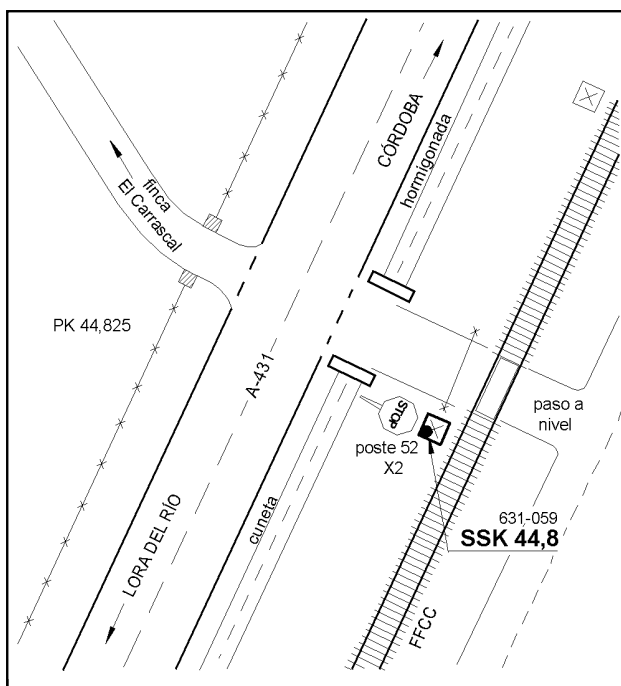 CÓRDOBA
hormigonada
finca
El Carrascal
PK 44,825
A-431
STOP
paso a
nivel
poste 52
X2
631-059
SSK 44,8
cuneta
LORA DEL RÍO
FFCC